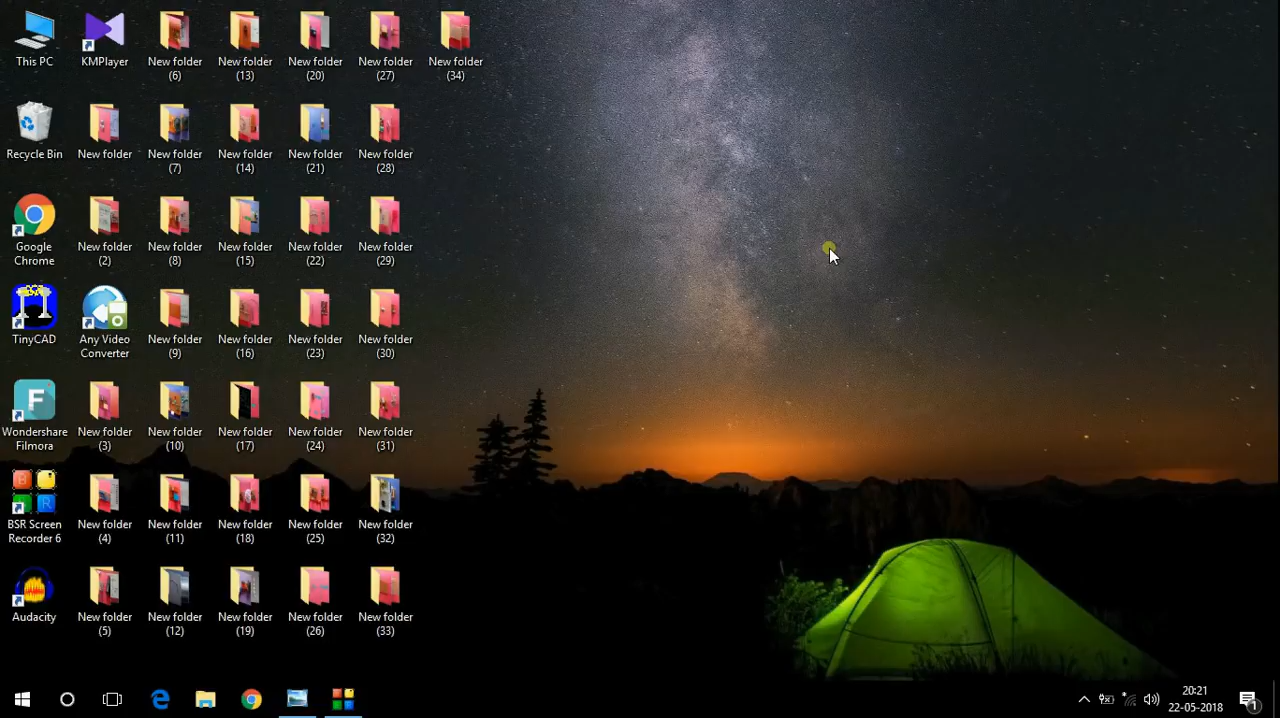 This PC
KMPlayer
New folder
(6)
New folder
(13)
New folder
(20)
New folder
(27)
New folder
(34)
Recycle Bin
New folder
New folder
(7)
New folder
(14)
New folder
(21)
New folder
(28)
Google
Chrome
New folder
(2)
New folder
(8)
New folder
(15)
New folder
(22)
New folder
(29)
TinyCAD
Any Video
Converter
New folder
(9)
New folder
(16)
New folder
(23)
New folder
(30)
Wondershare
Filmora
New folder
(3)
New folder
(10)
New folder
(17)
New folder
(24)
New folder
(31)
BSR Screen
Recorder 6
New folder
(4)
New folder
(11)
New folder
(18)
New folder
(25)
New folder
(32)
Audacity
New folder
(5)
New folder
(12)
New folder
(19)
New folder
(26)
New folder
(33)
20:21
22-05-2018
1